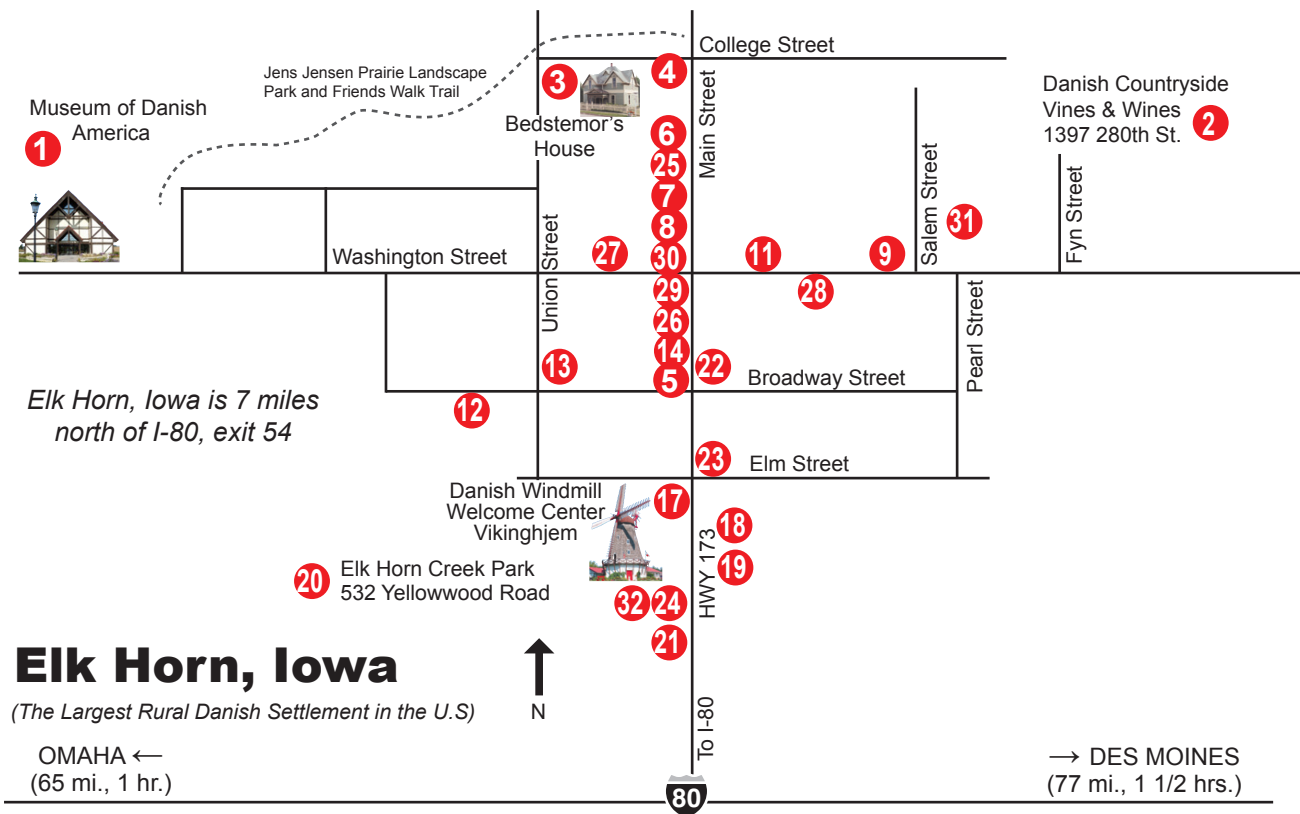 College Street
Jens Jensen Prairie Landscape
Park and Friends Walk Trail
Museum of Danish
America
1
3
4
Main Street
Danish Countryside
Vines & Wines
1397 280th St.
2
Bedstemor's
House
6
25
7
8
30
Salem Street
31
Fyn Street
Washington Street
Union Street
27
11
9
29
28
26
14
5
13
22
Broadway Street
Pearl Street
12
Elk Horn, Iowa is 7 miles
north of I-80, exit 54
23
Elm Street
Danish Windmill
Welcome Center
Vikinghjem
17
18
19
HWY 173
20
Elk Horn Creek Park
532 Yellowwood Road
32
24
21
Elk Horn, Iowa
(The Largest Rural Danish Settlement in the U.S)
N
To I-80
OMAHA ←
(65 mi., 1 hr.)
→ DES MOINES
(77 mi., 1 1/2 hrs.)
80